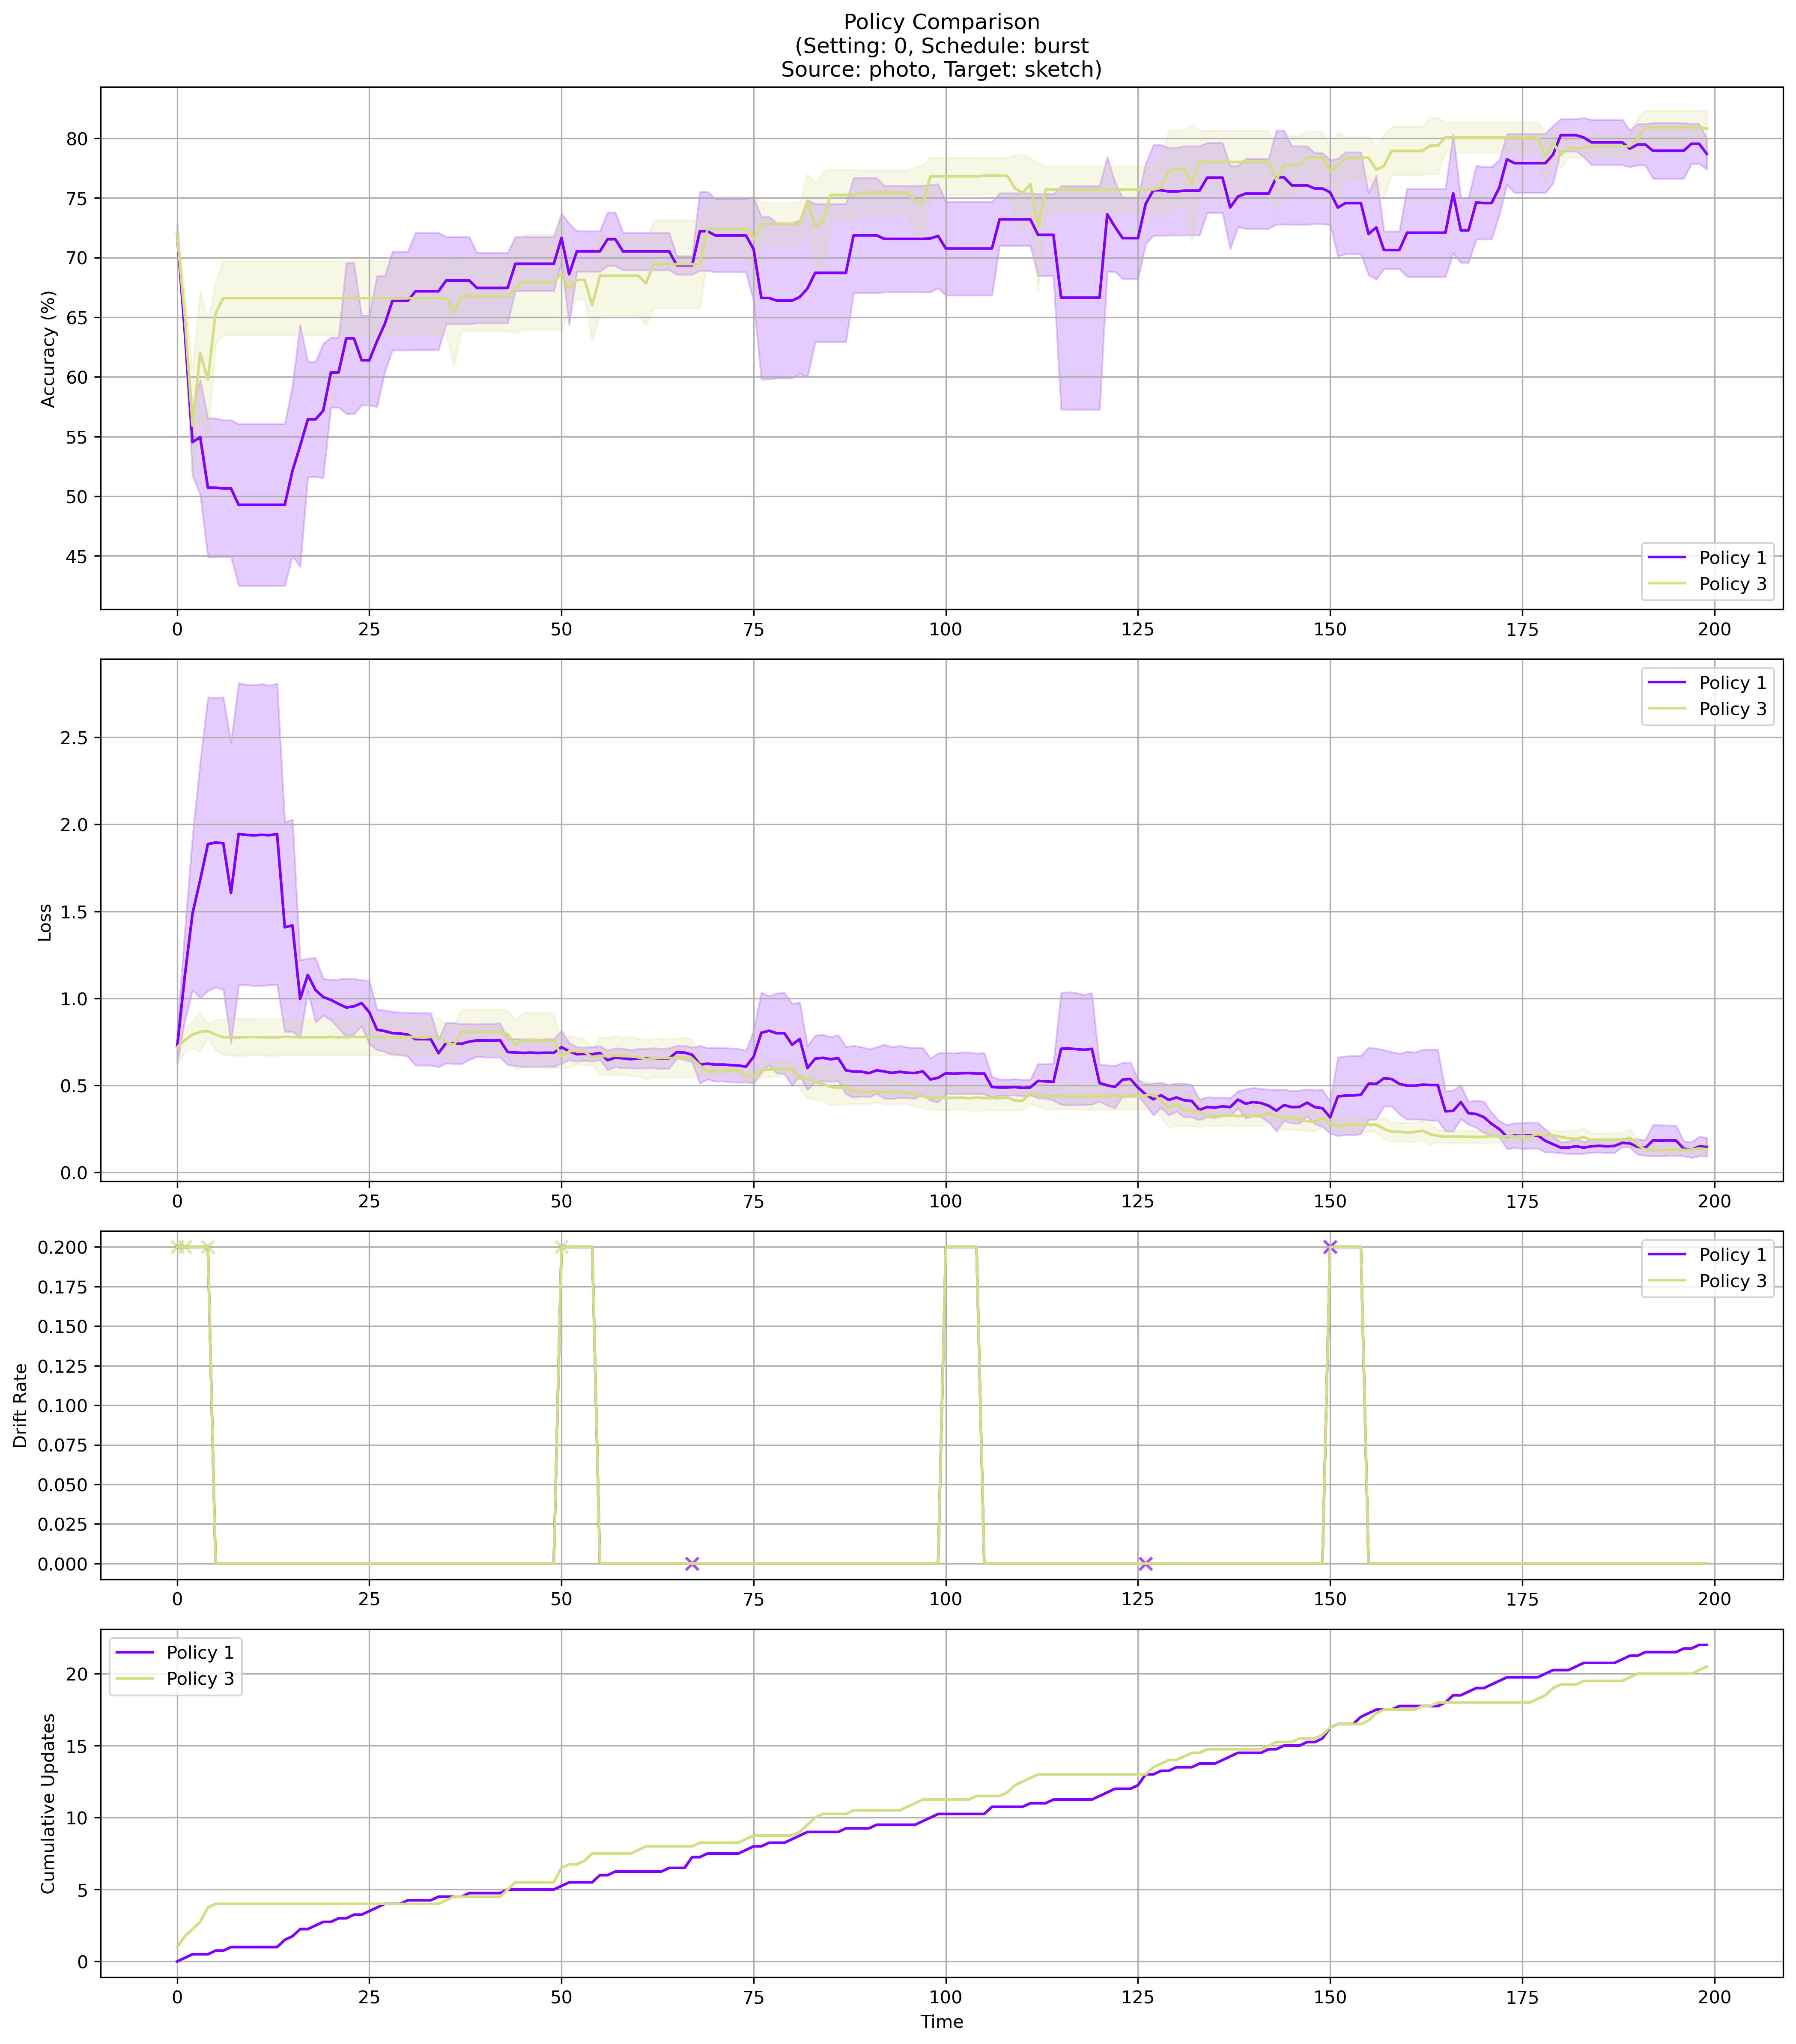 Policy Comparison
(Setting: 0, Schedule: burst
Source: photo, Target: sketch)
80
75
70
65
60
55
50
45
Accuracy (%)
Policy 1
Policy 3
0 25 50 75 100 125 150 175 200
2.5
2.0
1.5
1.0
0.5
0.0
Loss
Policy 1
Policy 3
0 25 50 75 100 125 150 175 200
0.200
0.175
0.150
0.125
0.100
0.075
0.050
0.025
0.000
Drift Rate
Policy 1
Policy 3
0 25 50 75 100 125 150 175 200
20
15
10
5
0
Cumulative Updates
Policy 1
Policy 3
0 25 50 75 100 125 150 175 200
Time